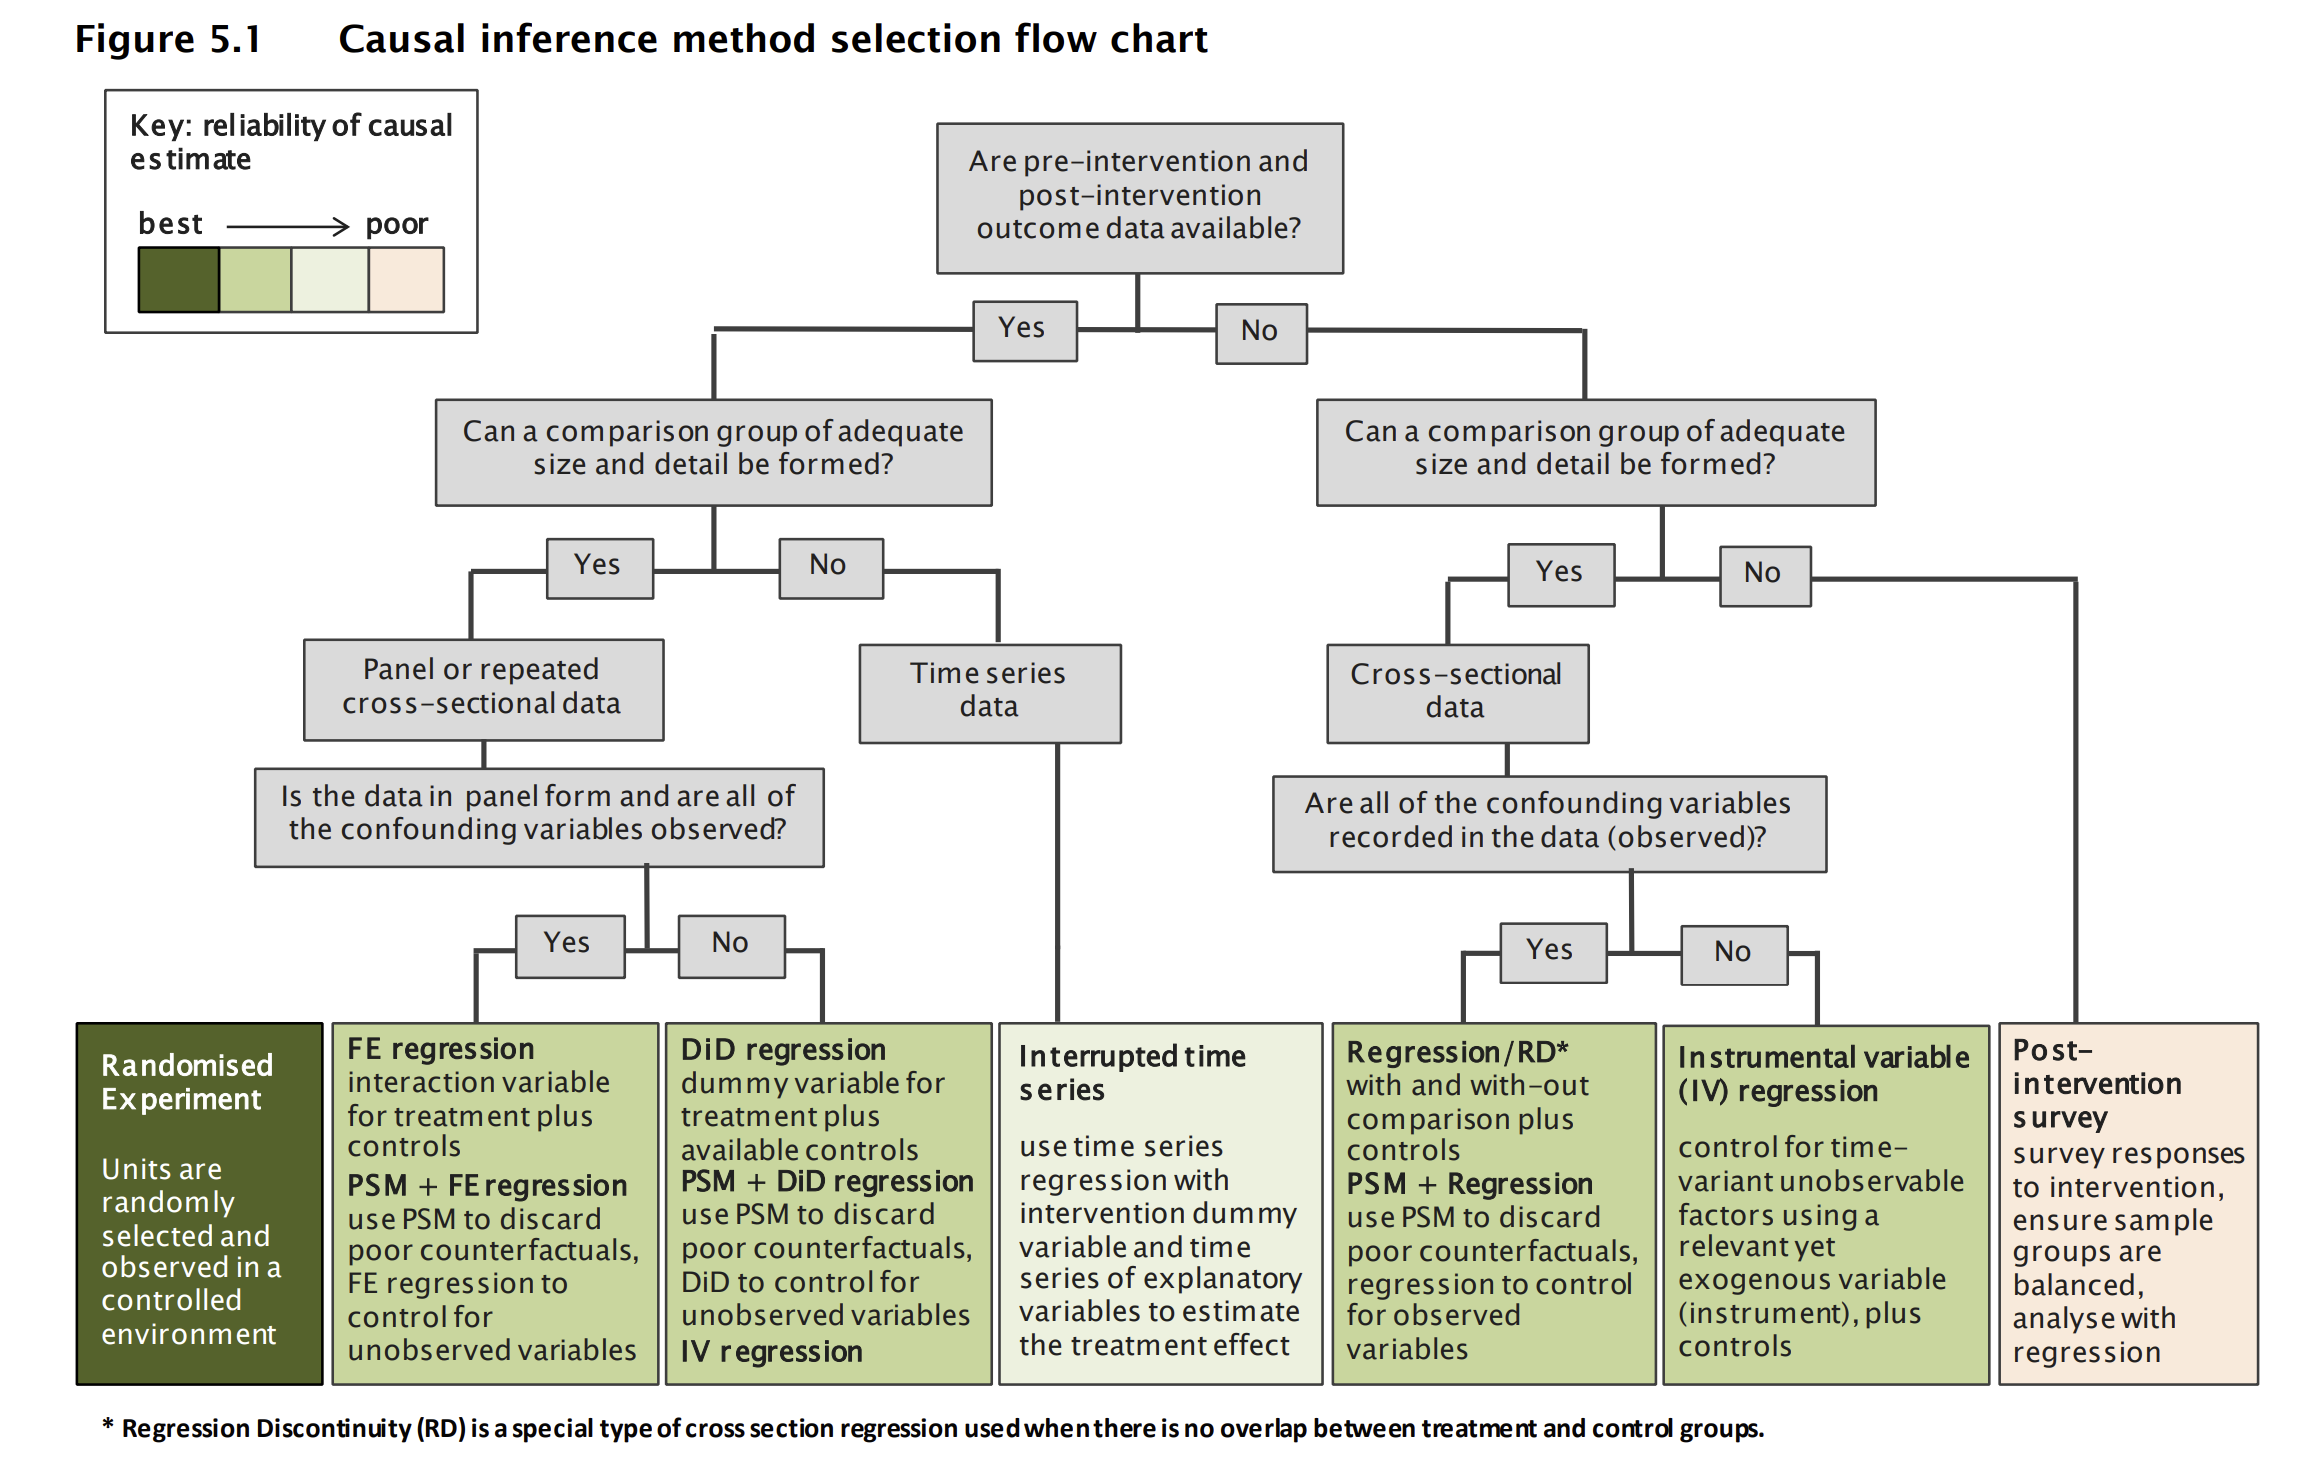 Figure 5.1 Causal inference method selection flow chart
Key: reliability of causal
estimate
best poor
Are pre-intervention and
post-intervention
outcome data available?
Yes
No
Can a comparison group of adequate
size and detail be formed?
Can a comparison group of adequate
size and detail be formed?
Yes
No
Yes
No
Panel or repeated
cross-sectional data
Time series
data
Cross-sectional
data
Is the data in panel form and are all of
the confounding variables observed?
Are all of the confounding variables
recorded in the data (observed)?
Yes
No
Yes
No
Randomised
Experiment
Units are
randomly
selected and
observed in a
controlled
environment
FE regression
interaction variable
for treatment plus
controls
PSM + FE regression
use PSM to discard
poor counterfactuals,
FE regression to
control for
unobserved variables
DiD regression
dummy variable for
treatment plus
available controls
PSM + DiD regression
use PSM to discard
poor counterfactuals,
DiD to control for
unobserved variables
IV regression
Interrupted time
series
use time series
regression with
intervention dummy
variable and time
series of explanatory
variables to estimate
the treatment effect
Regression/RD*
with and with-out
comparison plus
controls
PSM + Regression
use PSM to discard
poor counterfactuals,
regression to control
for observed
variables
Instrumental variable
(IV) regression
control for time-
variant unobservable
factors using a
relevant yet
exogenous variable
(instrument), plus
controls
Post-
intervention
survey
survey responses
to intervention,
ensure sample
groups are
balanced,
analyse with
regression
* Regression Discontinuity (RD) is a special type of cross section regression used when there is no overlap between treatment and control groups.